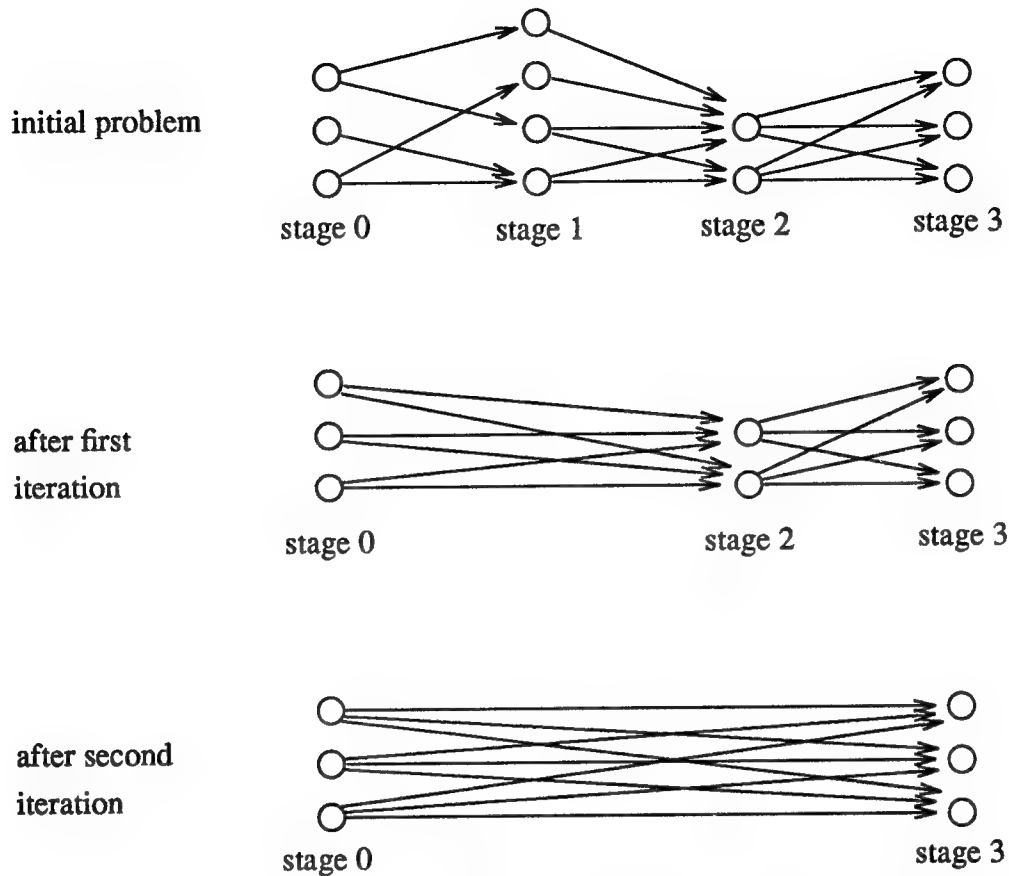 initial problem
stage 0
stage 1
stage 2
stage 3
after first
iteration
stage 0
stage 2
stage 3
after second
iteration
stage 0
stage 3